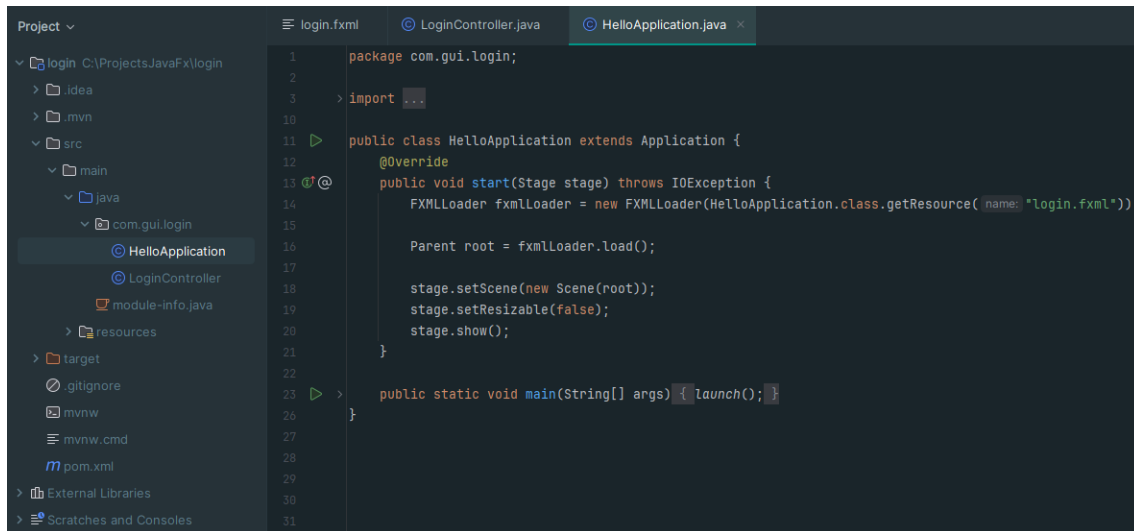 Project
login C:\ProjectsJavaFx\login
.idea
.mvn
src
main
java
com.gui.login
HelloApplication
LoginController
module-info.java
resources
target
.gitignore
mvnw
mvnw.cmd
pom.xml
External Libraries
Scratches and Consoles
login.fxml
LoginController.java
HelloApplication.java
1 package com.gui.login;
2
3 import ...
10
11 public class HelloApplication extends Application {
12 @Override
13 public void start(Stage stage) throws IOException {
14 FXMLLoader fxmlLoader = new FXMLLoader(HelloApplication.class.getResource( name: "login.fxml"))
15
16 Parent root = fxmlLoader.load();
17
18 stage.setScene(new Scene(root));
19 stage.setResizable(false);
20 stage.show();
21 }
22
23 public static void main(String[] args) { launch(); }
26 }
27
28
29
30
31